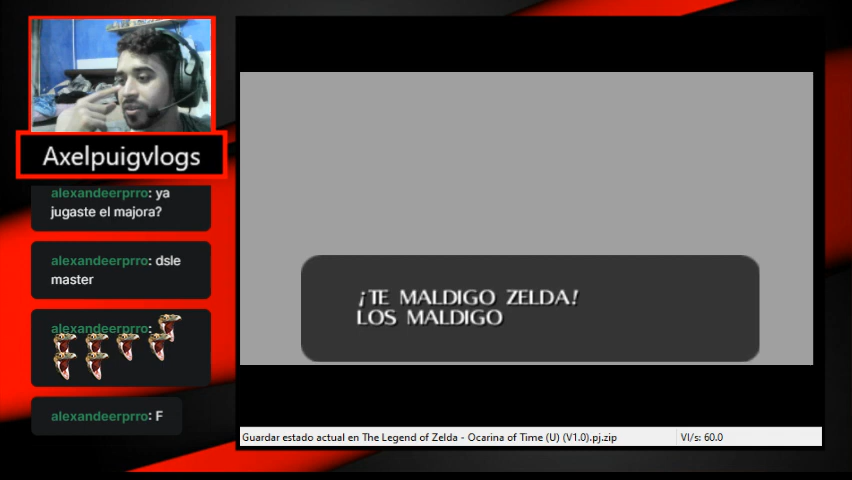 Axelpuigvlogs
alexandeerprro: ya
jugaste el majora?
alexandeerprro: dsle
master
alexandeerprro:
alexandeerprro: F
¡TE MALDIGO ZELDA!
LOS MALDIGO
Guardar estado actual en The Legend of Zelda - Ocarina of Time (U) (V1.0).pj.zip
VI/s: 60.0